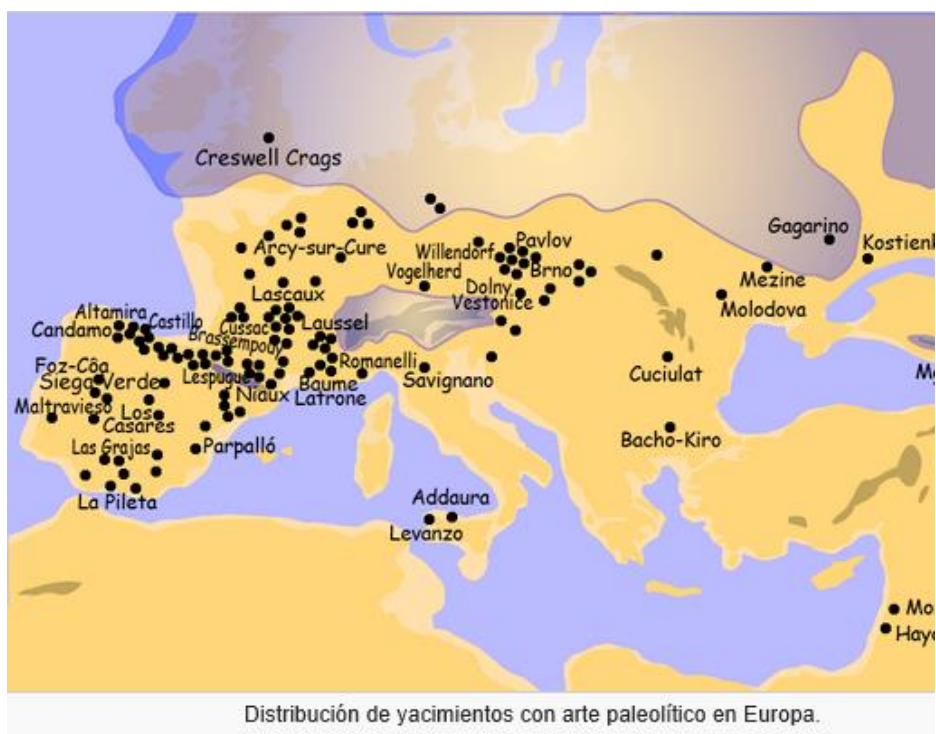 Creswell Crags
Gagarino
Kostienk
Arcy-sur-Cure
Willendorf
Pavlov
Vogelherd
Brno
Mezine
Dolny
Vestonice
Molodova
Lascaux
Altamira
Castillo
Candamo
Cussac
Laussel
Brassempouy
Romanelli
Foz-Côa
Lespugue
Baume
Savignano
Cuciulat
Siega Verde
Niaux
Latrone
Maltravieso
Los
Casares
Bacho-Kiro
Las Grajas
Parpalló
La Pileta
Addaura
Levanzo
Mo
Hayo
Distribución de yacimientos con arte paleolítico en Europa.